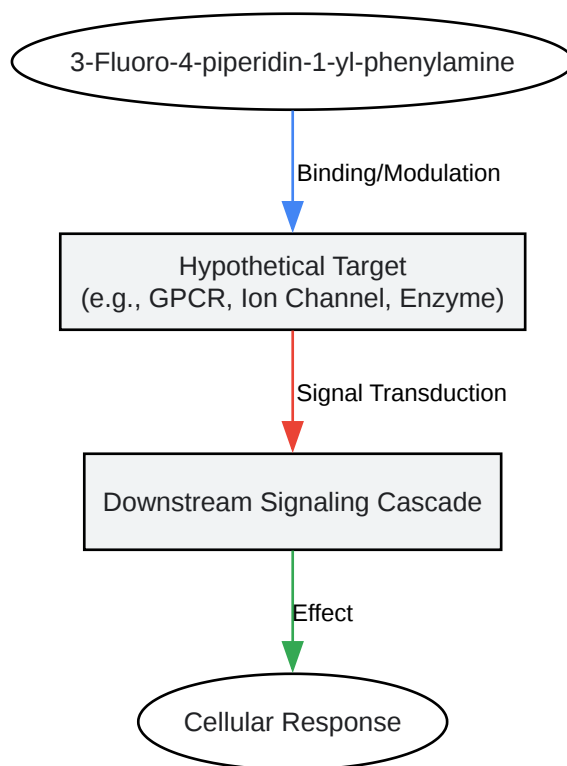 3-Fluoro-4-piperidin-1-yl-phenylamine
Binding/Modulation
Hypothetical Target
(e.g., GPCR, Ion Channel, Enzyme)
Signal Transduction
Downstream Signaling Cascade
Effect
Cellular Response